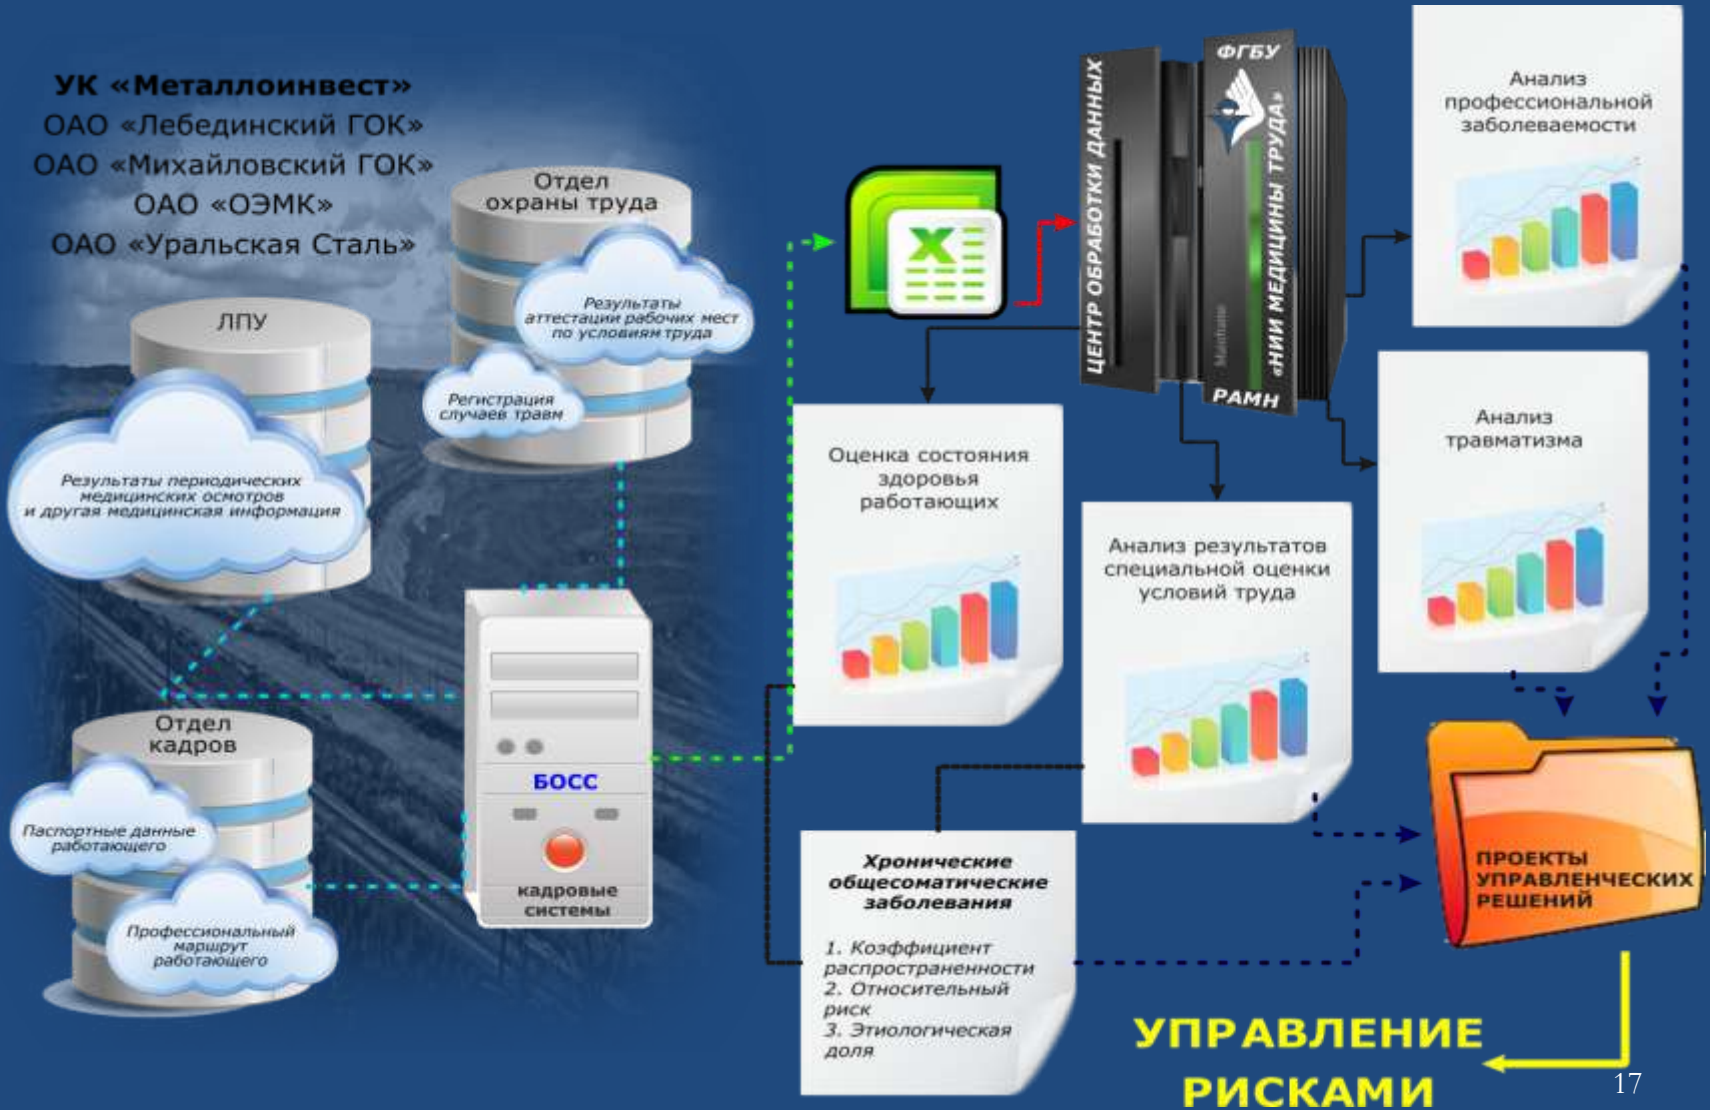 УК «Металлоинвест»
ОАО «Лебединский ГОК»
ОАО «Михайловский ГОК»
ОАО «ОЭМК»
ОАО «Уральская Сталь»
Отдел
охраны труда
Результаты
аттестации рабочих мест
по условиям труда
Регистрация
случаев травм
ЛПУ
Результаты периодических
медицинских осмотров
и другая медицинская информация
Отдел
кадров
Паспортные данные
работающего
Профессиональный
маршрут
работающего
БОСС
кадровые
системы
X
ЦЕНТР ОБРАБОТКИ ДАННЫХ
ФГБУ
«НИИ МЕДИЦИНЫ ТРУДА»
Mainframe
РАМН
Анализ
профессиональной
заболеваемости
Анализ
травматизма
Оценка состояния
здоровья
работающих
Анализ результатов
специальной оценки
условий труда
Хронические
общесоматические
заболевания
1. Коэффициент
распространенности
2. Относительный
риск
3. Этиологическая
доля
ПРОЕКТЫ
УПРАВЛЕНЧЕСКИХ
РЕШЕНИЙ
УПРАВЛЕНИЕ
РИСКАМИ
17